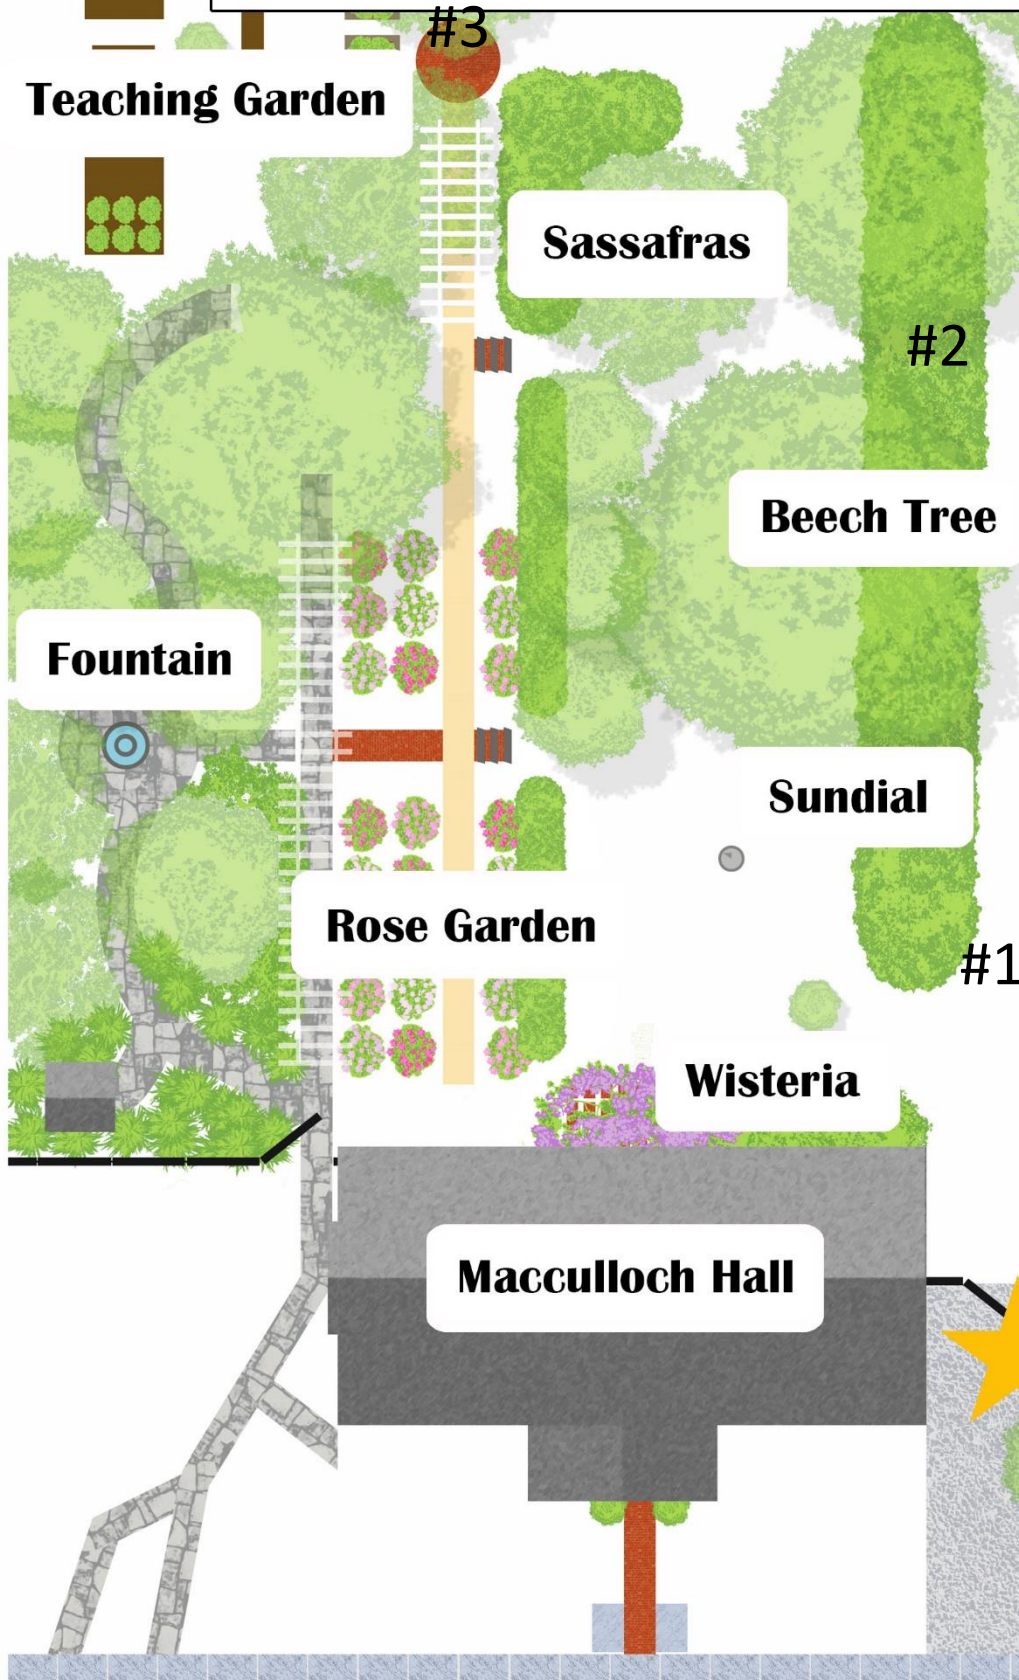 #3
Teaching Garden
Sassafras
#2
Beech Tree
Fountain
Sundial
Rose Garden
#1
Wisteria
Macculloch Hall